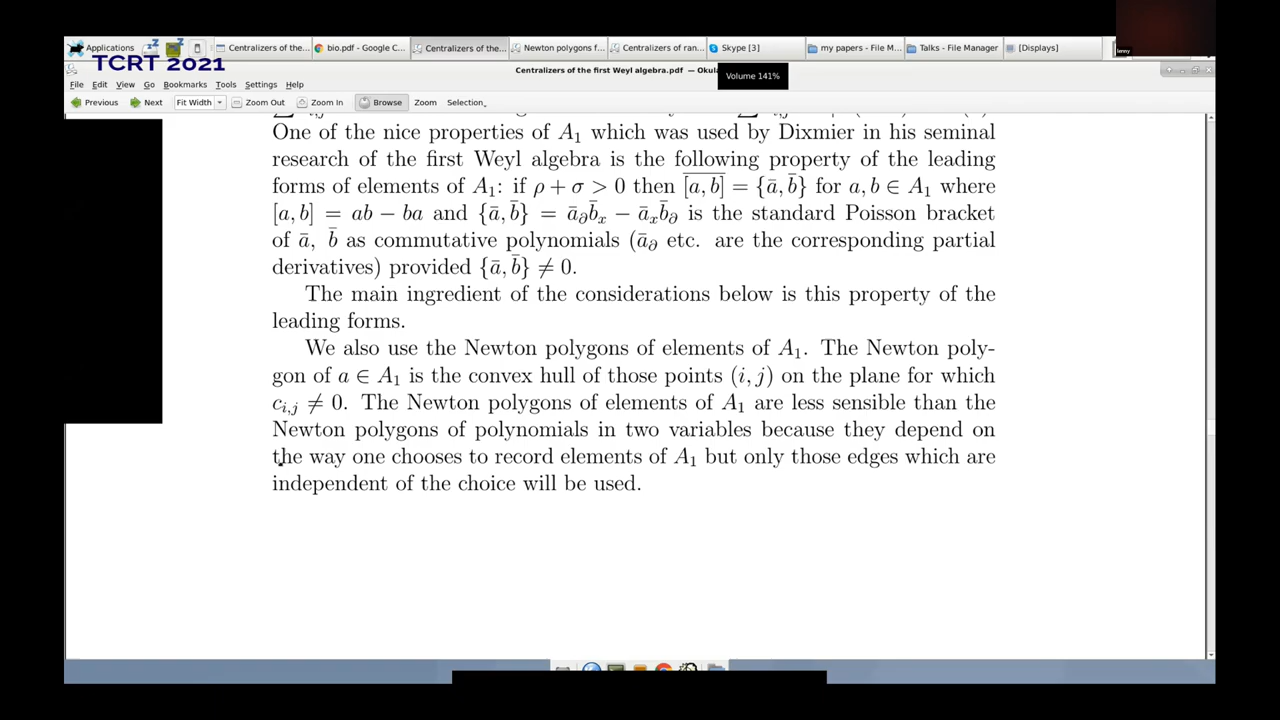 Applications
Centralizers of the...
bio.pdf - Google C...
Centralizers of the...
Newton polygons f...
Centralizers of ran...
Skype [3]
my papers - File M...
Talks - File Manager
[Displays]
TCRT 2021
Centralizers of the first Weyl algebra.pdf — Okul
Volume 141%
File Edit View Go Bookmarks Tools Settings Help
Previous Next Fit Width Zoom Out Zoom In Browse Zoom Selection
One of the nice properties of A₁ which was used by Dixmier in his seminal
research of the first Weyl algebra is the following property of the leading
forms of elements of A₁: if ρ + σ > 0 then \overline{[a, b]} = {ā, b̄} for a, b ∈ A₁ where
[a, b] = ab − ba and {ā, b̄} = ā_∂ b̄_x − ā_x b̄_∂ is the standard Poisson bracket
of ā, b̄ as commutative polynomials (ā_∂ etc. are the corresponding partial
derivatives) provided {ā, b̄} ≠ 0.
The main ingredient of the considerations below is this property of the
leading forms.
We also use the Newton polygons of elements of A₁. The Newton poly-
gon of a ∈ A₁ is the convex hull of those points (i, j) on the plane for which
c_{i,j} ≠ 0. The Newton polygons of elements of A₁ are less sensible than the
Newton polygons of polynomials in two variables because they depend on
the way one chooses to record elements of A₁ but only those edges which are
independent of the choice will be used.